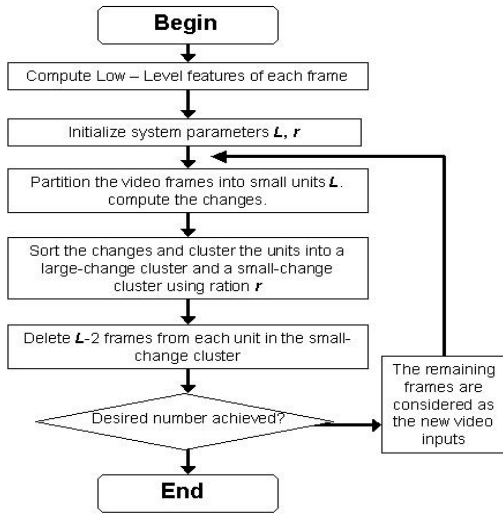 Begin
Compute Low – Level features of each frame
Initialize system parameters L, r
Partition the video frames into small units L.
compute the changes.
Sort the changes and cluster the units into a
large-change cluster and a small-change
cluster using ration r
Delete L-2 frames from each unit in the small-
change cluster
Desired number achieved?
The remaining
frames are
considered as
the new video
inputs
End